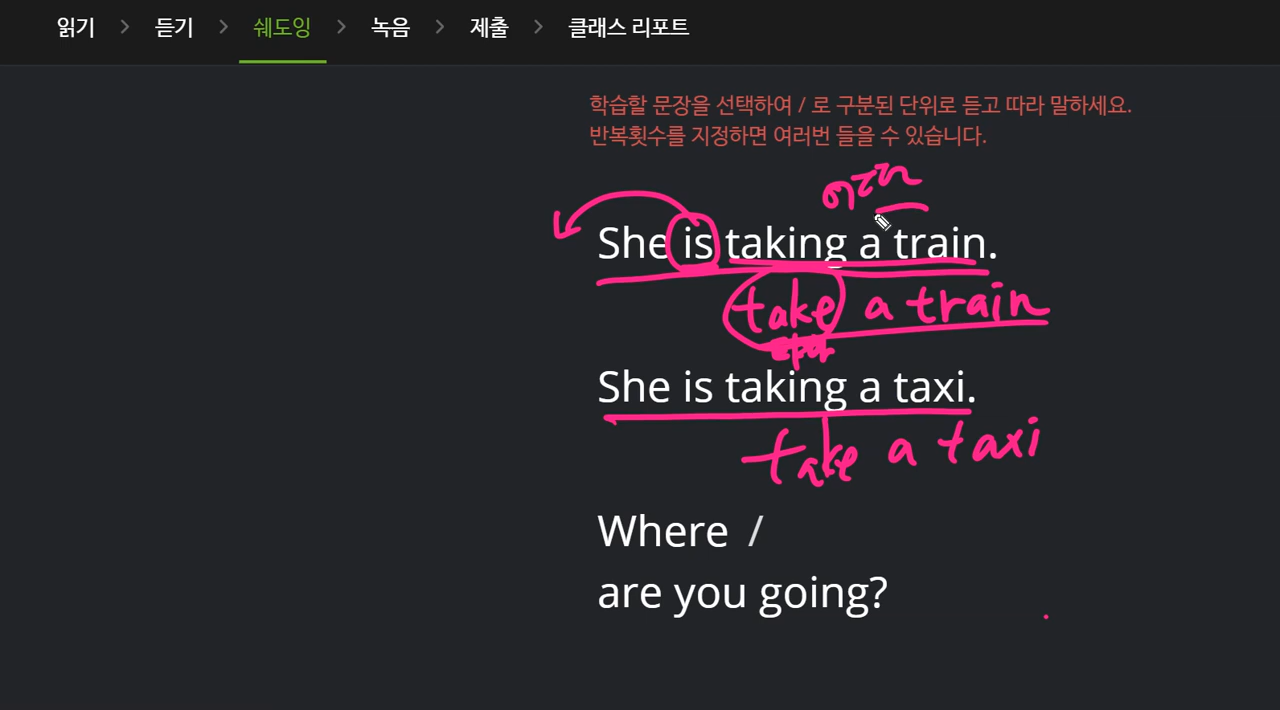 읽기 > 듣기 > 쉐도잉 > 녹음 > 제출 > 클래스 리포트
학습할 문장을 선택하여 / 로 구분된 단위로 듣고 따라 말하세요.
반복횟수를 지정하면 여러번 들을 수 있습니다.
She is taking a train.
take a train
She is taking a taxi.
take a taxi
Where /
are you going?